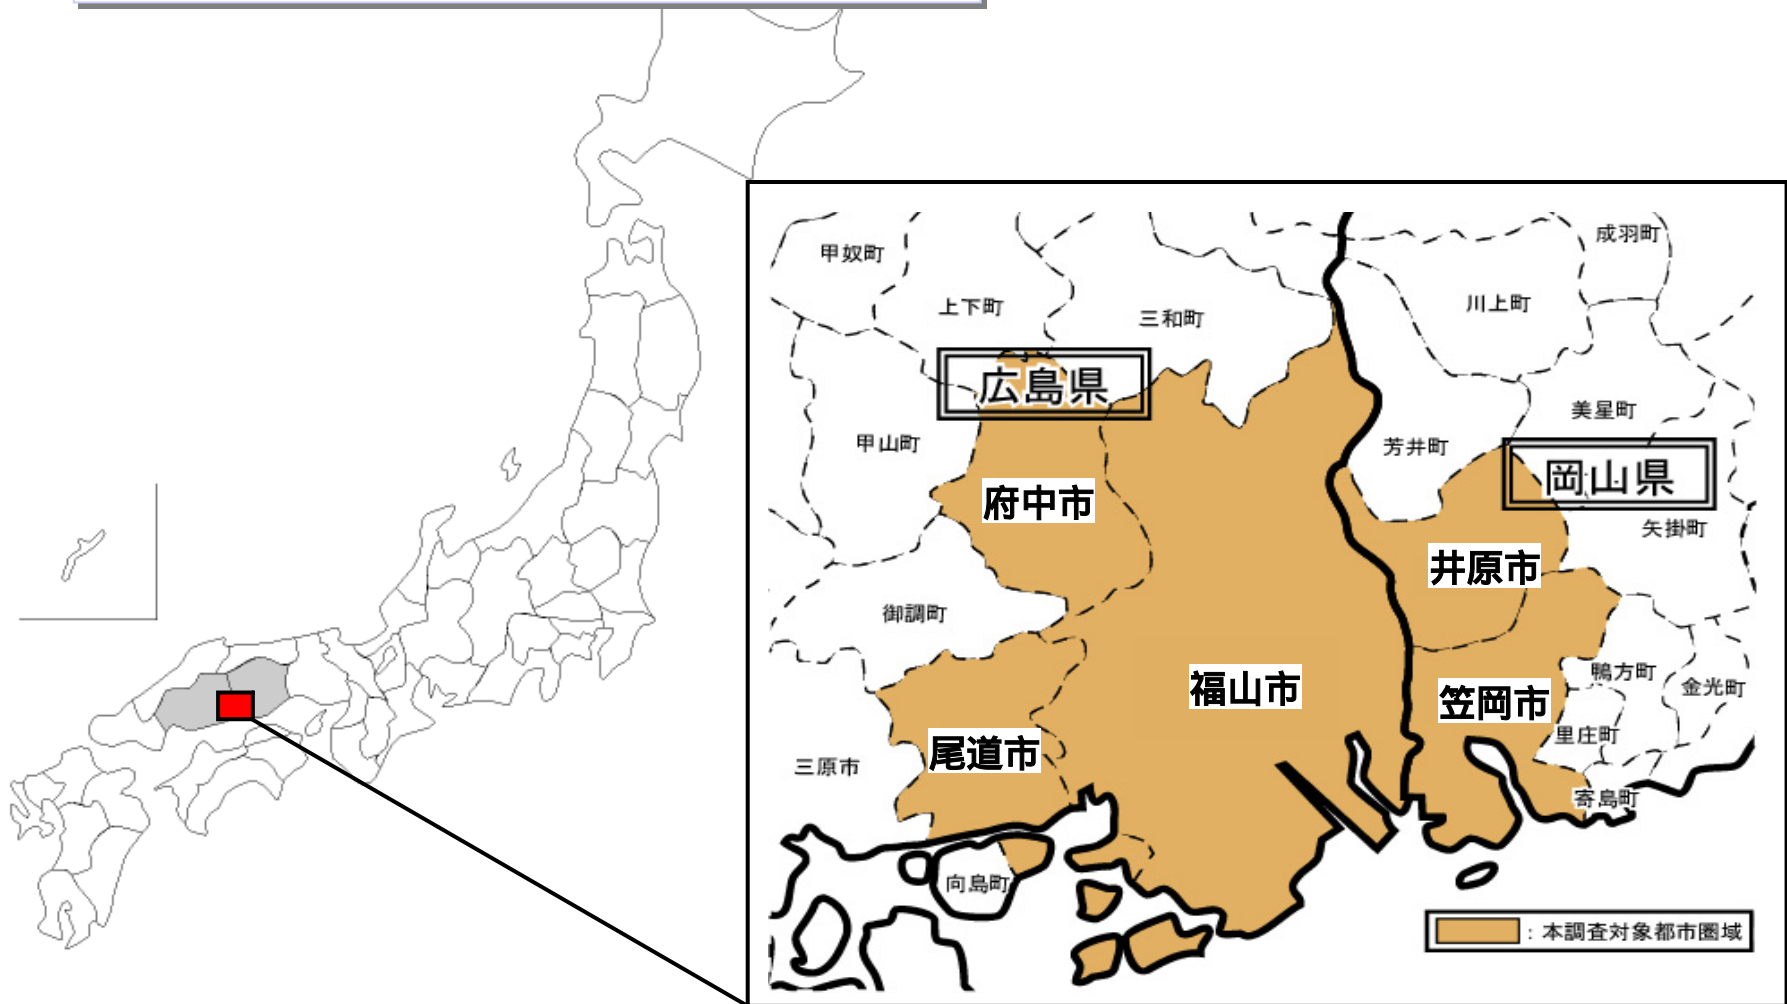 成羽町
甲奴町
上下町
川上町
三和町
広島県
美星町
甲山町
芳井町
岡山県
府中市
矢掛町
井原市
御調町
鴨方町
福山市
金光町
笠岡市
里庄町
尾道市
三原市
寄島町
向島町
：本調査対象都市圏域